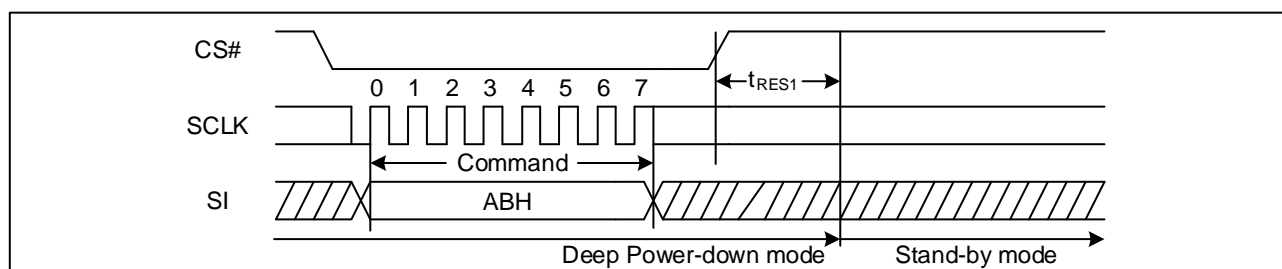 CS#
tRES1
0 1 2 3 4 5 6 7
SCLK
Command
SI
ABH
Deep Power-down mode Stand-by mode